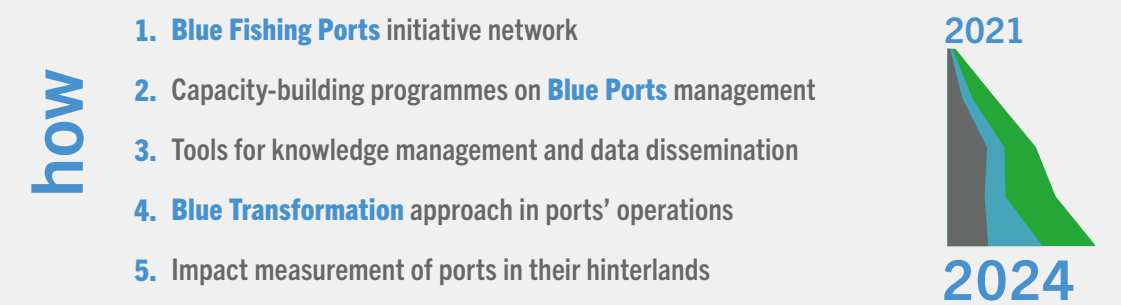 how
1. Blue Fishing Ports initiative network
2. Capacity-building programmes on Blue Ports management
3. Tools for knowledge management and data dissemination
4. Blue Transformation approach in ports’ operations
5. Impact measurement of ports in their hinterlands
2021
2024